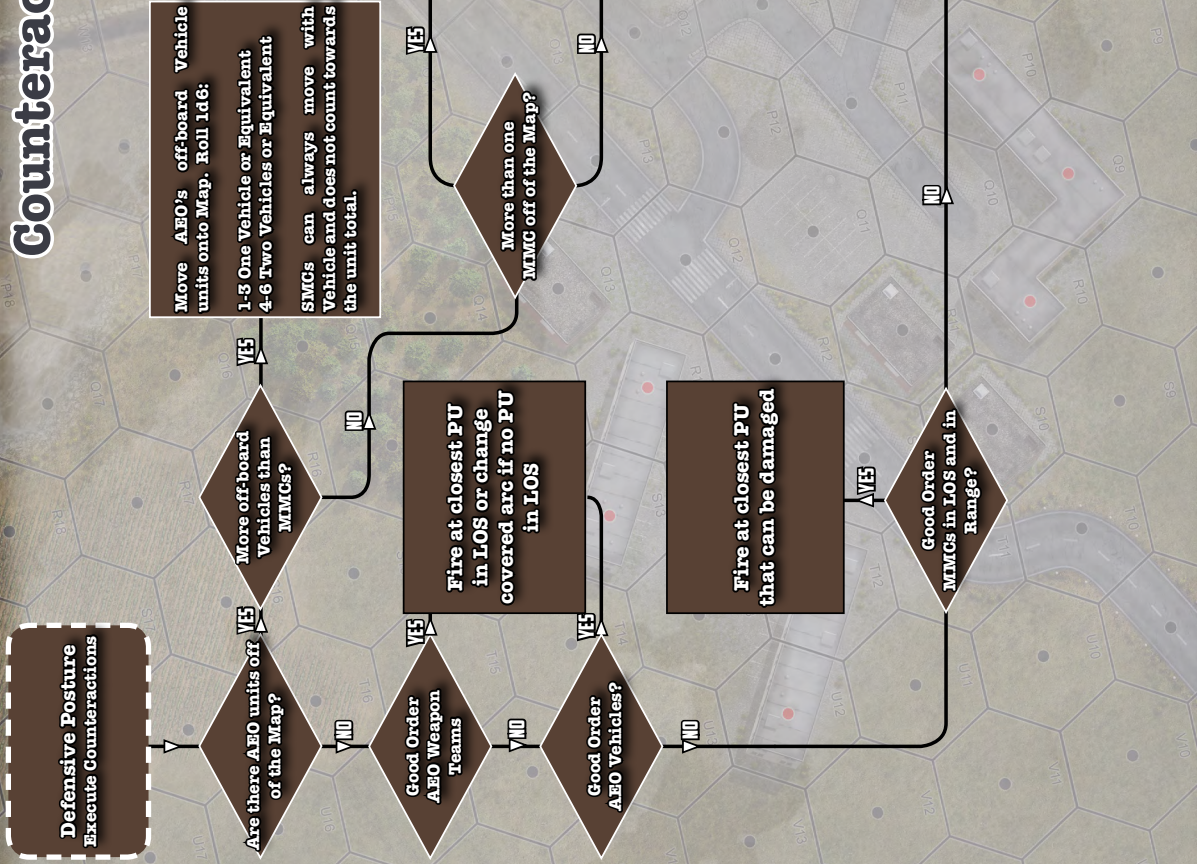 Counterac
Defensive Posture
Execute Counteractions
Are there AEO units off
of the Map?
YES
More off-board
Vehicles than
MMCs?
YES
Move AEO's off-board Vehicle
units onto Map. Roll 1d6:
1-3 One Vehicle or Equivalent
4-6 Two Vehicles or Equivalent
SMCs can always move with
Vehicle and does not count towards
the unit total.
NO
More than one
MMC off of the Map?
YES
NO
NO
Good Order
AEO Weapon
Teams
YES
Fire at closest PU
in LOS or change
covered arc if no PU
in LOS
NO
Good Order
AEO Vehicles?
YES
NO
Good Order
MMCs in LOS and in
Range?
YES
Fire at closest PU
that can be damaged
NO